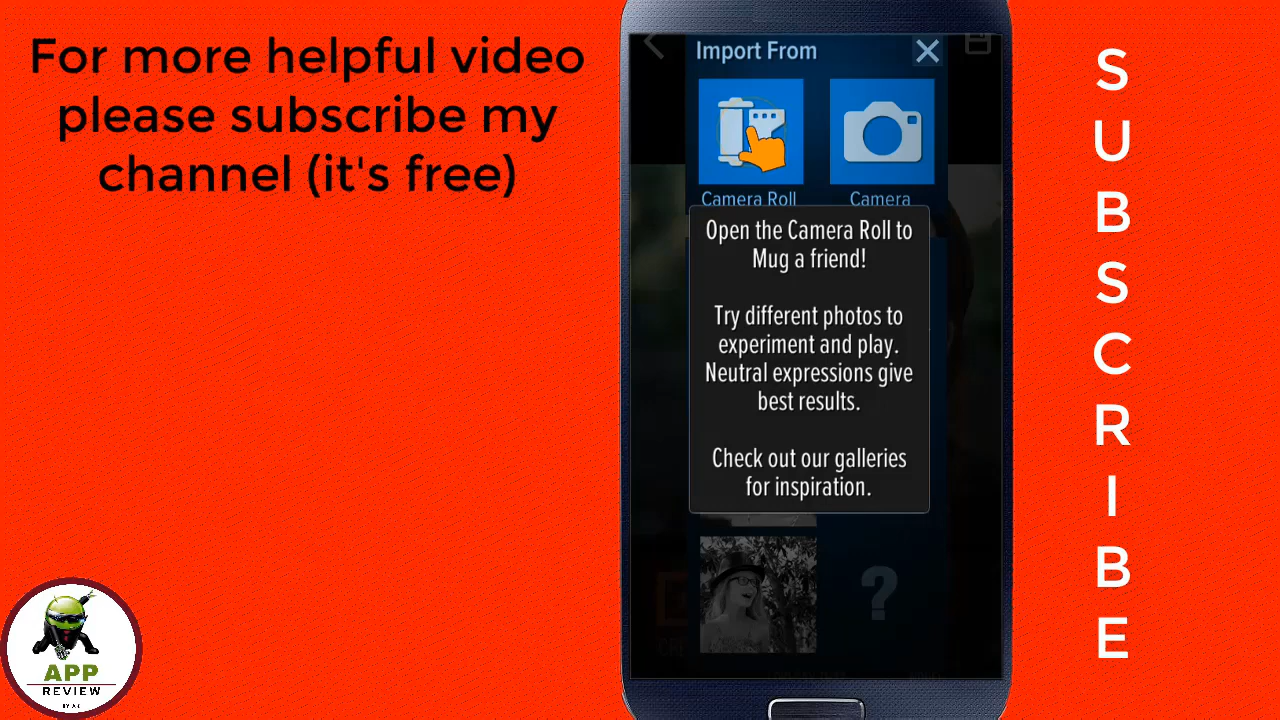 For more helpful video
please subscribe my
channel (it's free)
Import From
Camera Roll
Camera
Open the Camera Roll to
Mug a friend!
Try different photos to
experiment and play.
Neutral expressions give
best results.
Check out our galleries
for inspiration.
?
S
U
B
S
C
R
I
B
E
APP
REVIEW